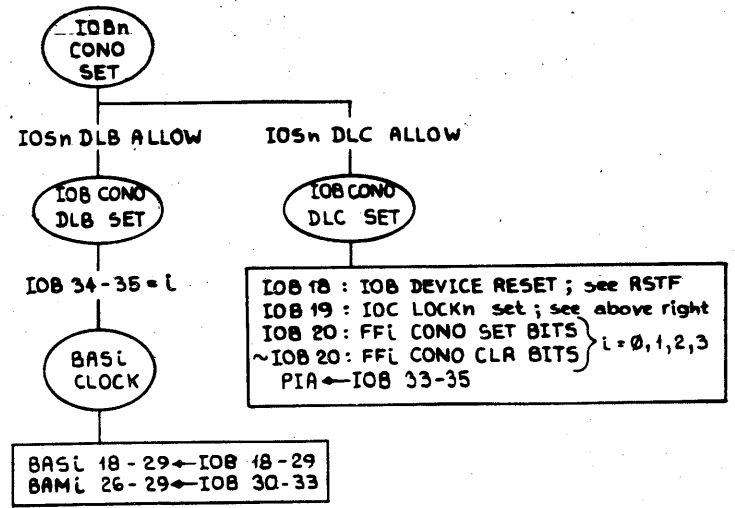 IOBn
CONO
SET
IOSn DLB ALLOW
IOSn DLC ALLOW
IOB CONO
DLB SET
IOB CONO
DLC SET
IOB 34-35 = i
IOB 18 : IOB DEVICE RESET ; see RSTF
IOB 19 : IOC LOCKn set ; see above right
IOB 20 : FFi CONO SET BITS
~IOB 20 : FFi CONO CLR BITS
i = Ø, 1, 2, 3
PIA ← IOB 33-35
BASi
CLOCK
BASi 18 - 29 ← IOB 18 - 29
BAMi 26 - 29 ← IOB 30 - 33